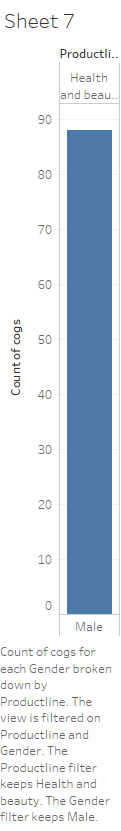 Sheet 7
Productli..
Health
and beau..
90
80
70
60
50
40
30
20
10
0
Count of cogs
Male
Count of cogs for
each Gender broken
down by
Productline. The
view is filtered on
Productline and
Gender. The
Productline filter
keeps Health and
beauty. The Gender
filter keeps Male.